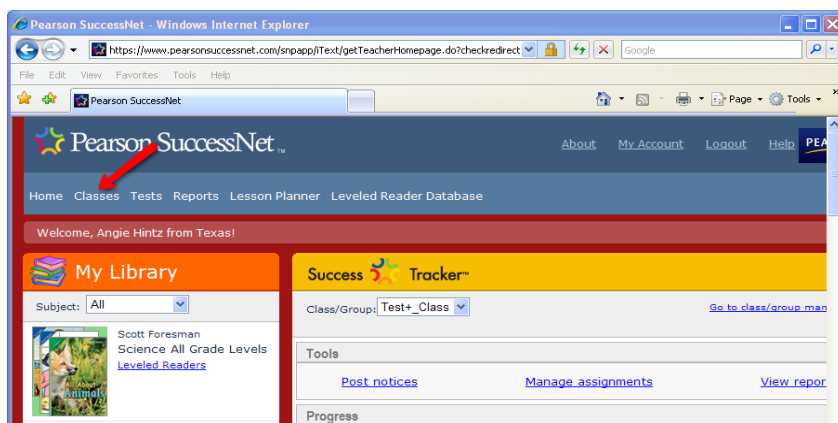 Pearson SuccessNet - Windows Internet Explorer
https://www.pearsonsuccessnet.com/snpapp/iText/getTeacherHomepage.do?checkredirect
Google
File Edit View Favorites Tools Help
Pearson SuccessNet
Page Tools
Pearson SuccessNet™
About My Account Logout Help PEA
Home Classes Tests Reports Lesson Planner Leveled Reader Database
Welcome, Angie Hintz from Texas!
My Library
Subject: All
Scott Foresman
Science All Grade Levels
Leveled Readers
All About
Animals
Success Tracker™
Class/Group: Test+_Class
Go to class/group man
Tools
Post notices Manage assignments View repor
Progress